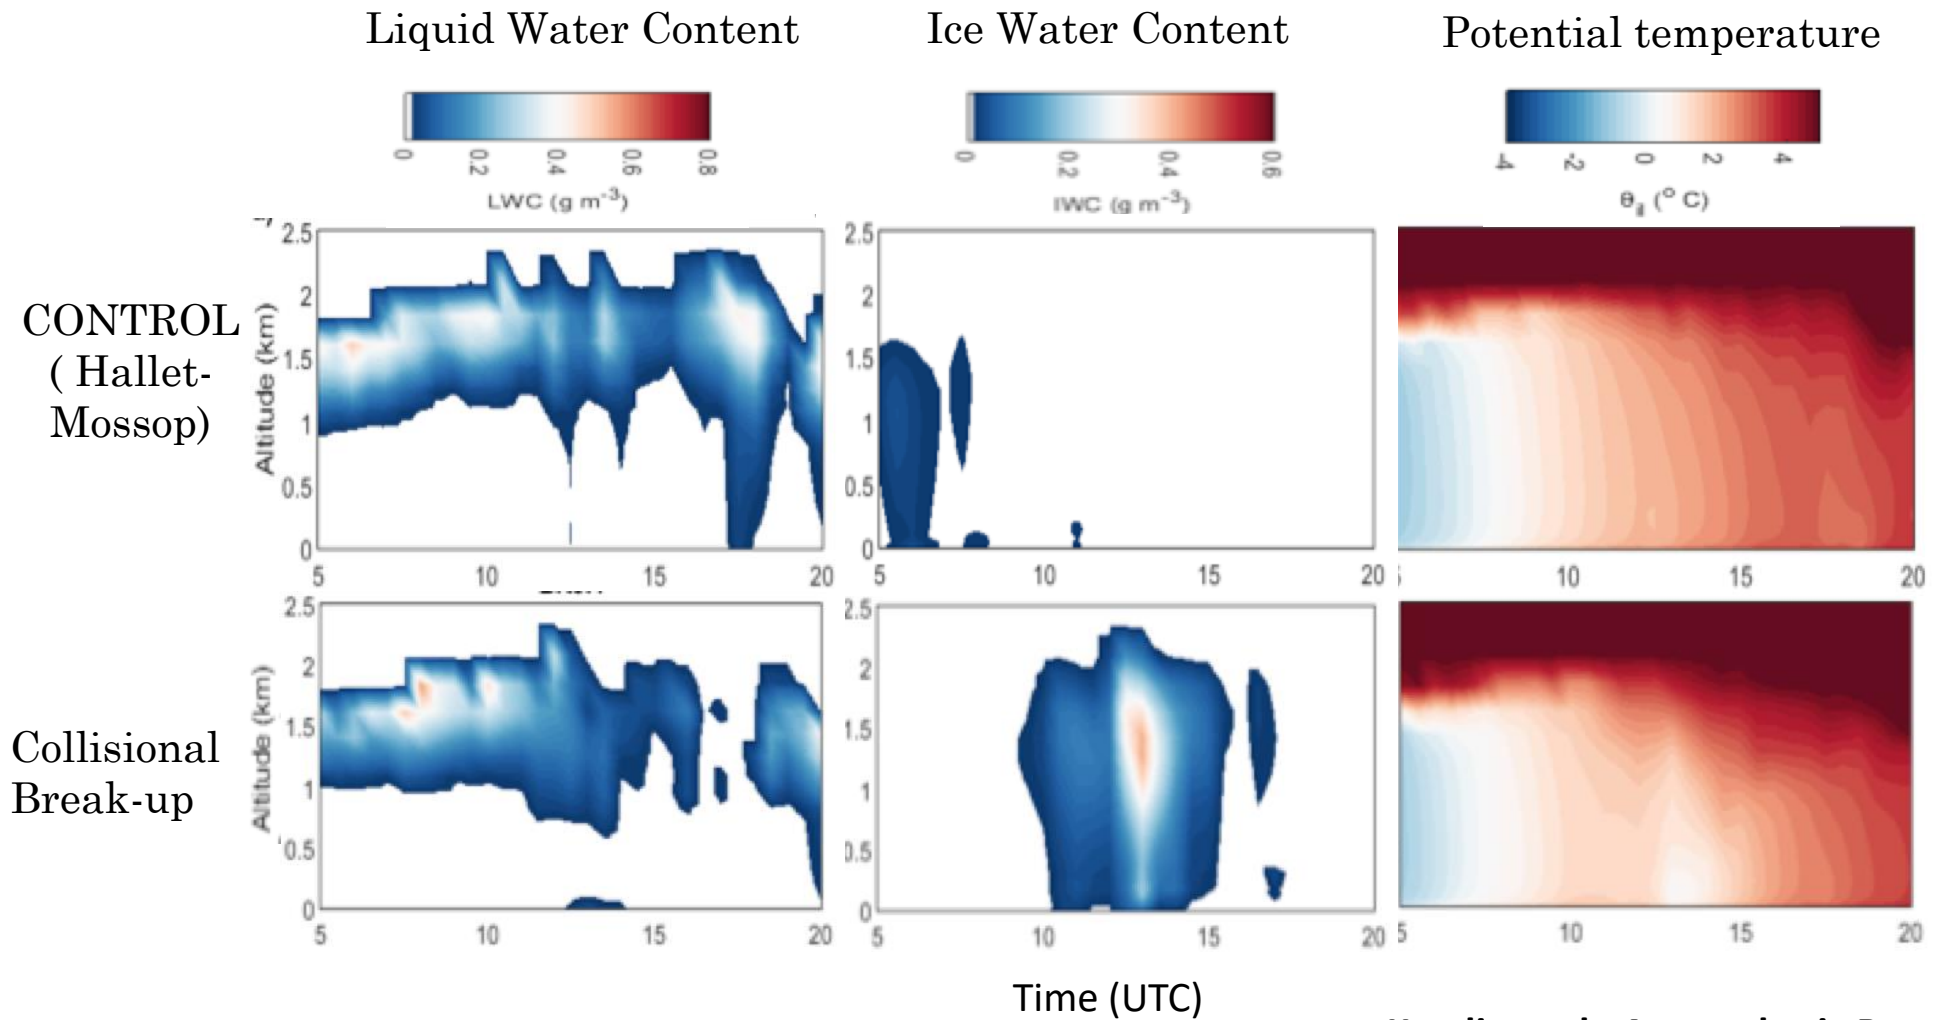 Liquid Water Content
Ice Water Content
Potential temperature
0 0.2 0.4 0.6 0.8
LWC (g m⁻³)
0 0.2 0.4 0.6
IWC (g m⁻³)
-4 -2 0 2 4
(° C)
CONTROL
( Hallet-
Mossop)
Altitude (km)
2.5
2
1.5
1
0.5
0
5 10 15 20
2.5
2
1.5
1
0.5
0
5 10 15 20
10 15 20
Collisional
Break-up
Altitude (km)
2.5
2
1.5
1
0.5
0
5 10 15 20
2.5
2
1.5
1
0.5
0
5 10 15 20
5 10 15 20
Time (UTC)